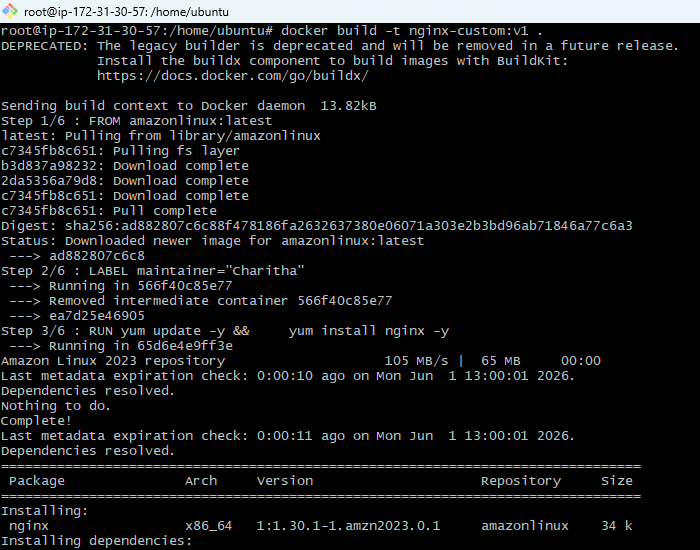 root@ip-172-31-30-57: /home/ubuntu
root@ip-172-31-30-57:/home/ubuntu# docker build -t nginx-custom:v1 .
DEPRECATED: The legacy builder is deprecated and will be removed in a future release.
            Install the buildx component to build images with BuildKit:
            https://docs.docker.com/go/buildx/
Sending build context to Docker daemon  13.82kB
Step 1/6 : FROM amazonlinux:latest
latest: Pulling from library/amazonlinux
c7345fb8c651: Pulling fs layer
b3d837a98232: Download complete
2da5356a79d8: Download complete
c7345fb8c651: Download complete
c7345fb8c651: Pull complete
Digest: sha256:ad882807c6c88f478186fa2632637380e06071a303e2b3bd96ab71846a77c6a3
Status: Downloaded newer image for amazonlinux:latest
 ---> ad882807c6c8
Step 2/6 : LABEL maintainer="Charitha"
 ---> Running in 566f40c85e77
 ---> Removed intermediate container 566f40c85e77
 ---> ea7d25e46905
Step 3/6 : RUN yum update -y &&     yum install nginx -y
 ---> Running in 65d6e4e9ff3e
Amazon Linux 2023 repository                    105 MB/s |  65 MB     00:00
Last metadata expiration check: 0:00:10 ago on Mon Jun  1 13:00:01 2026.
Dependencies resolved.
Nothing to do.
Complete!
Last metadata expiration check: 0:00:11 ago on Mon Jun  1 13:00:01 2026.
Dependencies resolved.
================================================================================
 Package               Arch     Version                     Repository     Size
================================================================================
Installing:
 nginx                 x86_64   1:1.30.1-1.amzn2023.0.1     amazonlinux    34 k
Installing dependencies: